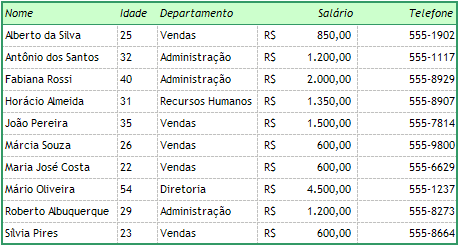 Nome Idade Departamento Salário Telefone
Alberto da Silva 25 Vendas R$ 850,00 555-1902
Antônio dos Santos 32 Administração R$ 1.200,00 555-1117
Fabiana Rossi 40 Administração R$ 2.000,00 555-8929
Horácio Almeida 31 Recursos Humanos R$ 1.350,00 555-8907
João Pereira 35 Vendas R$ 1.500,00 555-7814
Márcia Souza 26 Vendas R$ 600,00 555-9800
Maria José Costa 22 Vendas R$ 600,00 555-6629
Mário Oliveira 54 Diretoria R$ 4.500,00 555-1237
Roberto Albuquerque 29 Administração R$ 1.200,00 555-8273
Sílvia Pires 23 Vendas R$ 600,00 555-8664